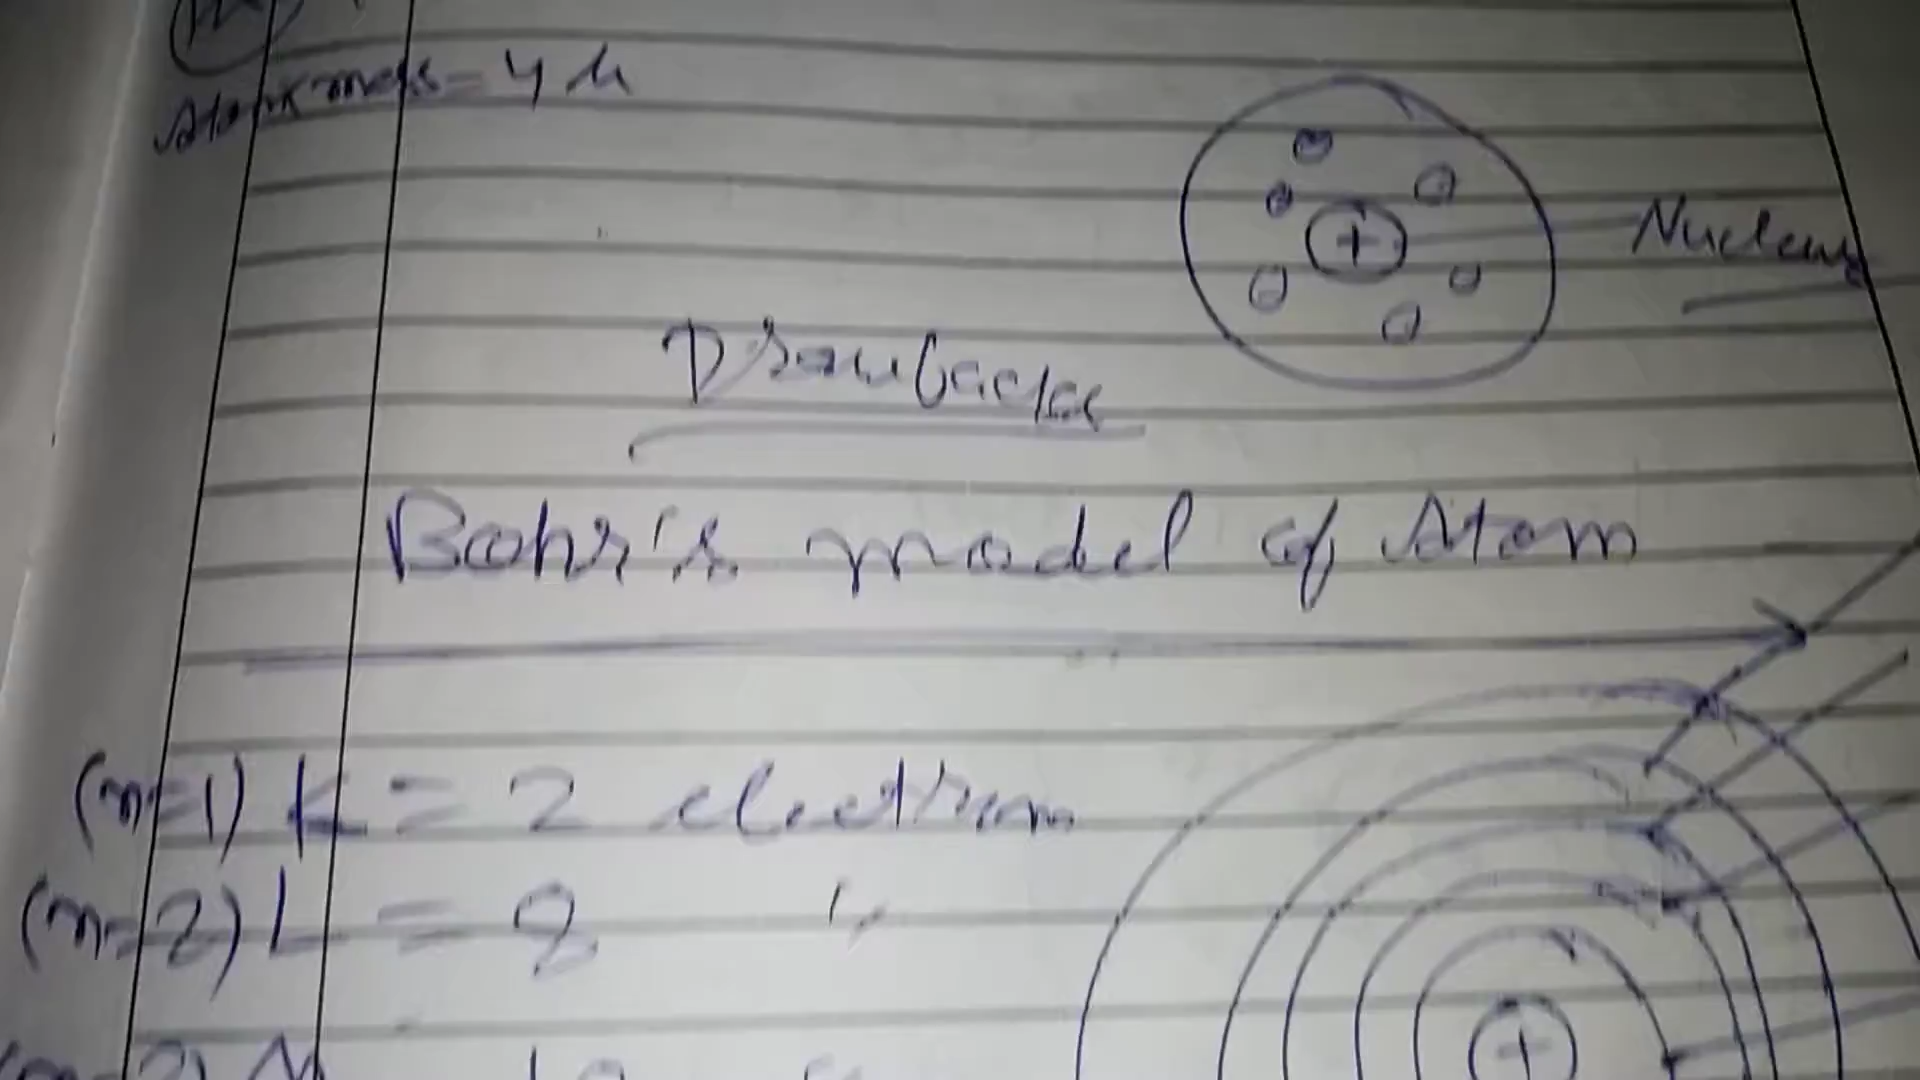 Atomic mass = 4 u
Nucleus
Drawbacks
Bohr's model of Atom
(n=1) K = 2 electron
(n=2) L = 8 "